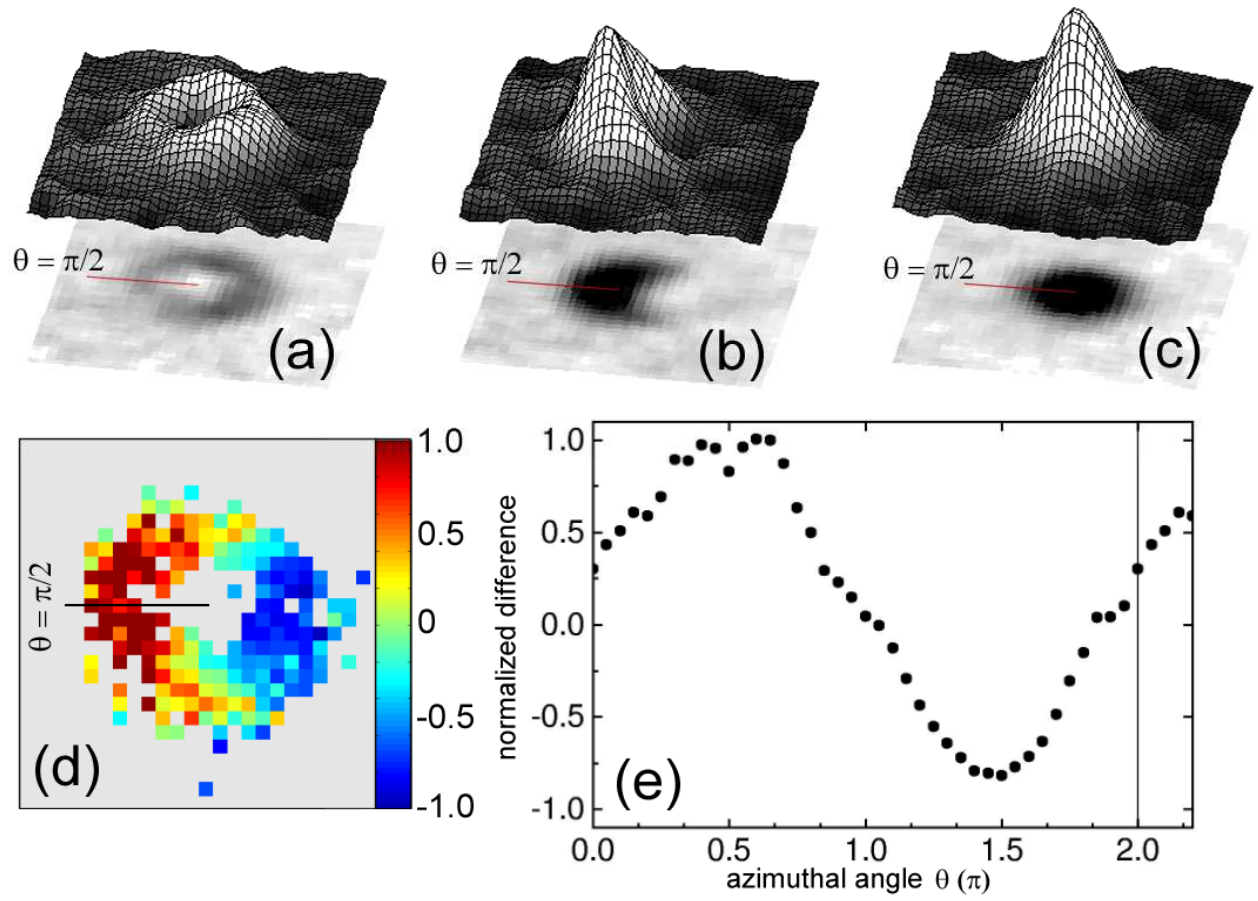 θ = π/2
(a)
θ = π/2
(b)
θ = π/2
(c)
θ = π/2
(d)
1.0
0.5
0
-0.5
-1.0
normalized difference
1.0
0.5
0.0
-0.5
-1.0
(e)
0.0 0.5 1.0 1.5 2.0
azimuthal angle θ (π)